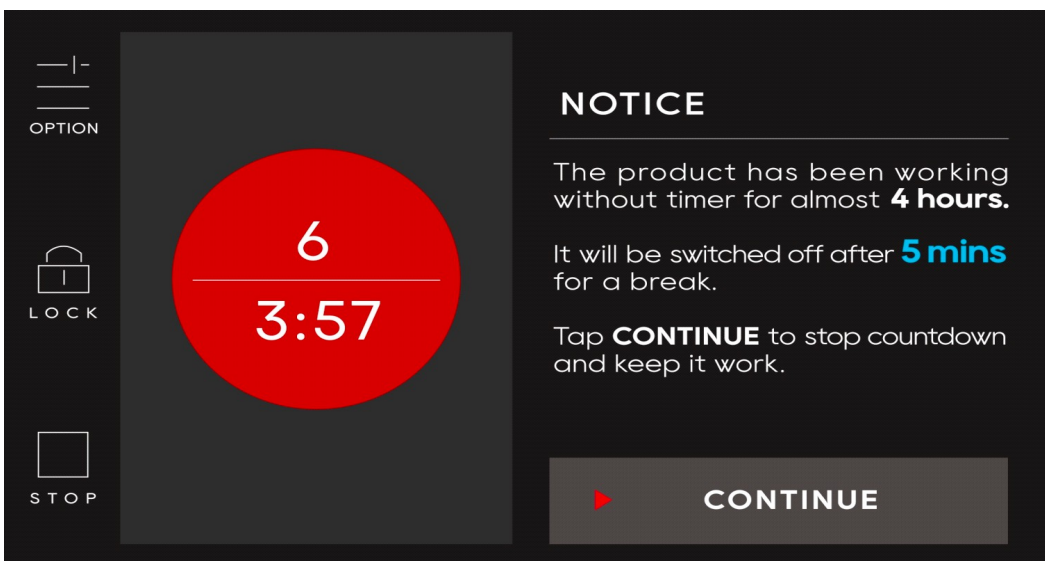 OPTION
LOCK
STOP
6
3:57
NOTICE
The product has been working
without timer for almost 4 hours.
It will be switched off after 5 mins
for a break.
Tap CONTINUE to stop countdown
and keep it work.
CONTINUE